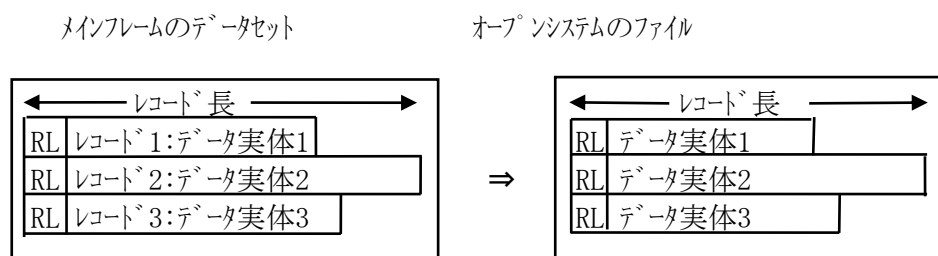 ﾒｲﾝﾌﾚｰﾑのﾃﾞｰﾀｾｯﾄ
ｵｰﾌﾟﾝｼｽﾃﾑのﾌｧｲﾙ
ﾚｺｰﾄﾞ長
RL ﾚｺｰﾄﾞ1:ﾃﾞｰﾀ実体1
RL ﾚｺｰﾄﾞ2:ﾃﾞｰﾀ実体2
RL ﾚｺｰﾄﾞ3:ﾃﾞｰﾀ実体3
⇒
ﾚｺｰﾄﾞ長
RL ﾃﾞｰﾀ実体1
RL ﾃﾞｰﾀ実体2
RL ﾃﾞｰﾀ実体3